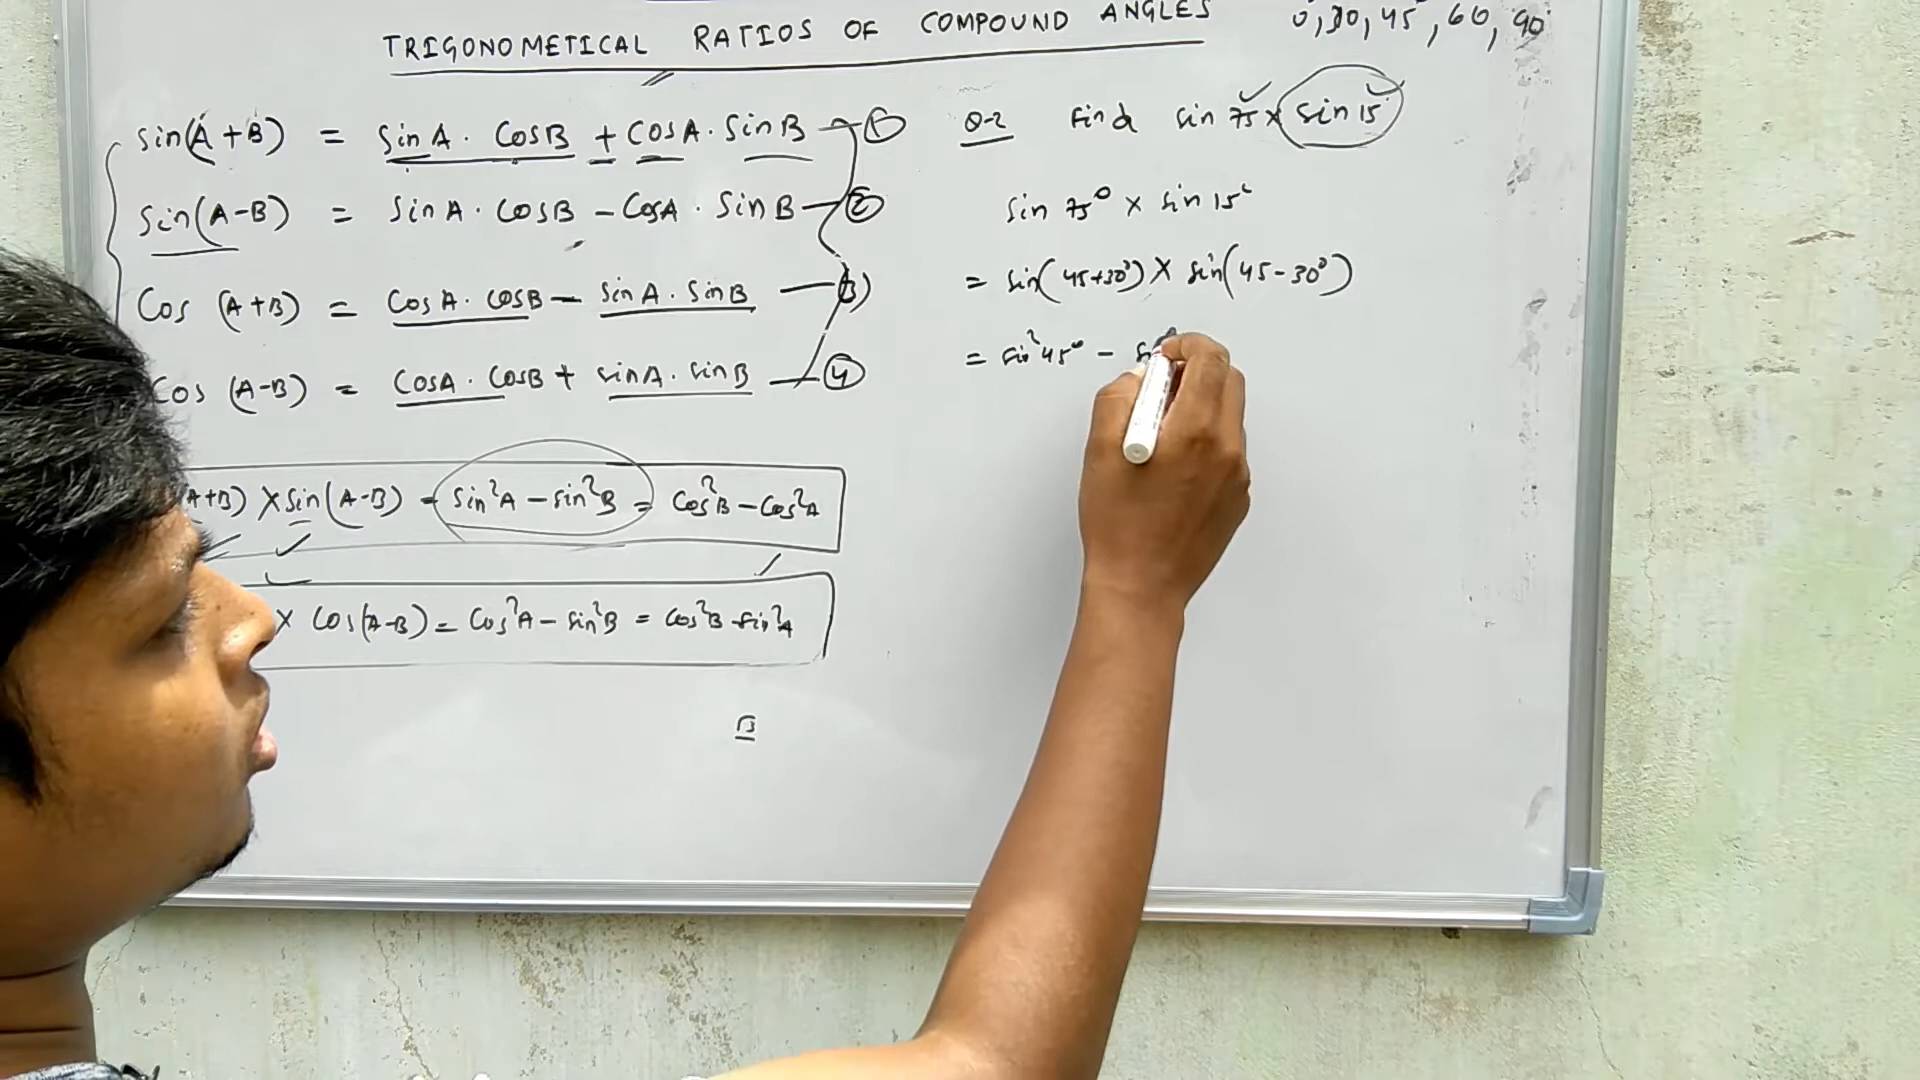 TRIGONOMETICAL RATIOS OF COMPOUND ANGLES
0, 30, 45°, 60, 90°
sin(A+B) = sinA · cosB + cosA · sinB — ①
sin(A-B) = sinA · cosB - cosA · sinB — ②
cos (A+B) = cosA · cosB - sinA · sinB — (3)
cos (A-B) = cosA · cosB + sinA · sinB — ④
A+B) × sin(A-B) = sin²A - sin²B = cos²B - cos²A
× cos(A-B) = cos²A - sin²B = cos²B - sin²A
B
Q-2 Find sin 75 × sin 15°
sin 75° × sin 15°
= sin(45+30°) × sin(45-30°)
= sin²45° -